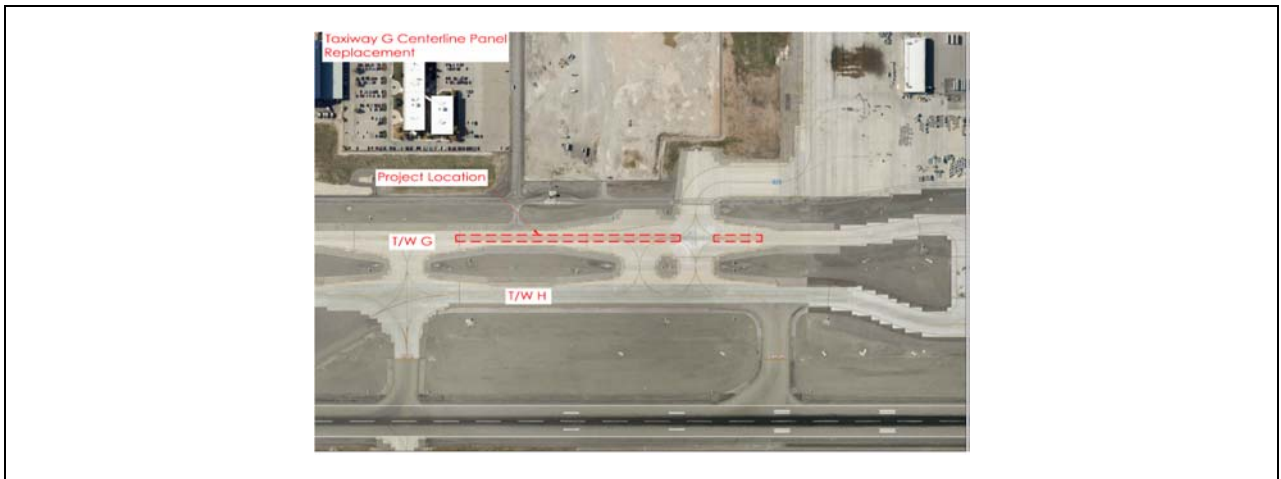 Taxiway G Centerline Panel
Replacement
Project Location
T/W G
T/W H